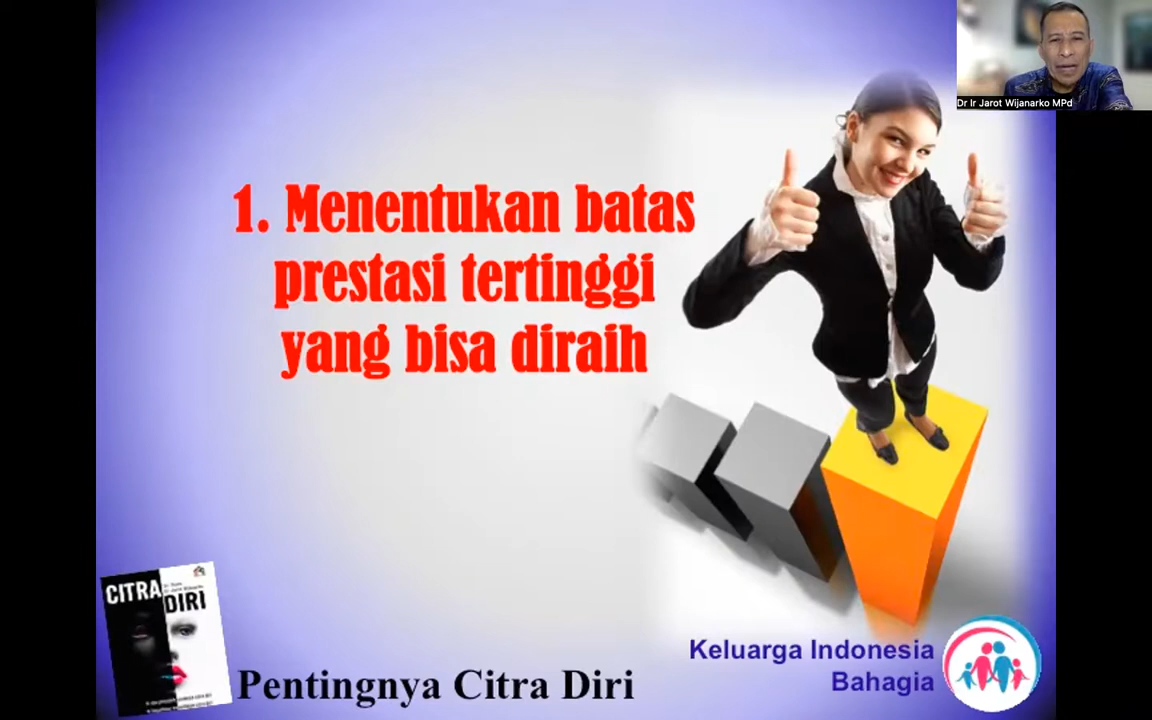 Dr Ir Jarot Wijanarko MPd
1. Menentukan batas
prestasi tertinggi
yang bisa diraih
CITRA
DIRI
Pentingnya Citra Diri
Keluarga Indonesia
Bahagia